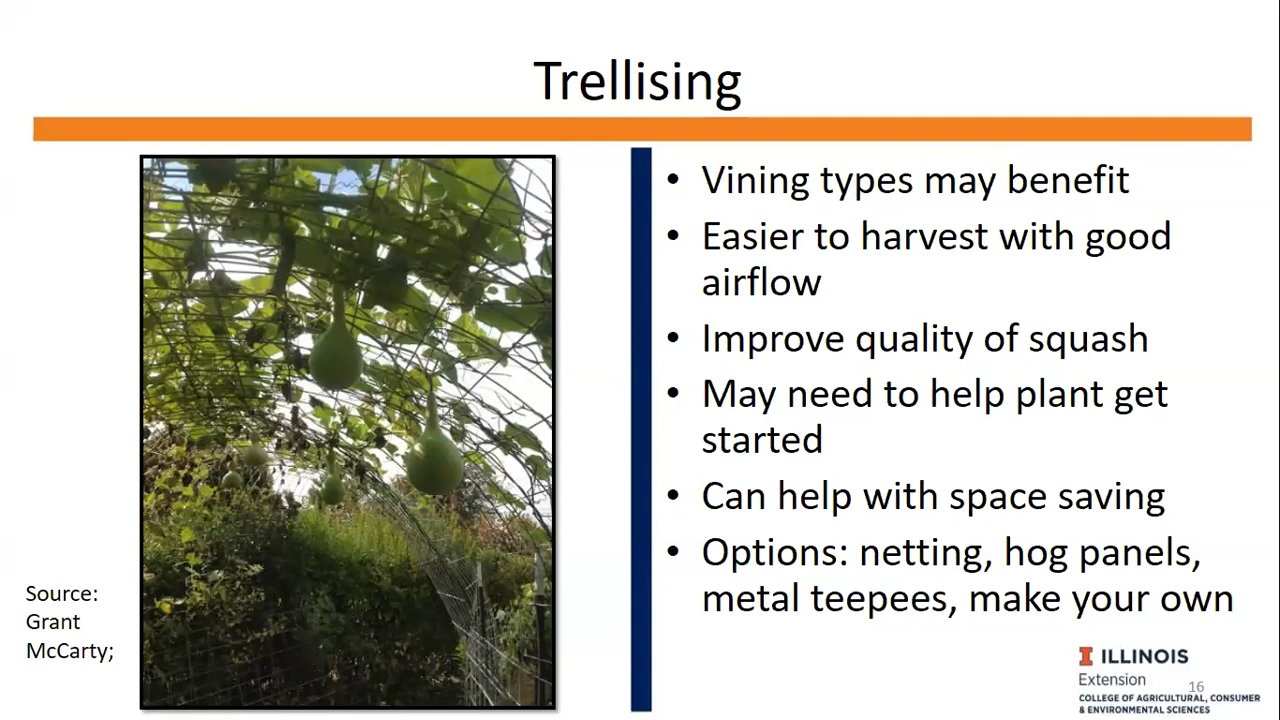 Trellising
• Vining types may benefit
• Easier to harvest with good
airflow
• Improve quality of squash
• May need to help plant get
started
• Can help with space saving
• Options: netting, hog panels,
metal teepees, make your own
Source:
Grant
McCarty;
I ILLINOIS
Extension
16
COLLEGE OF AGRICULTURAL, CONSUMER
& ENVIRONMENTAL SCIENCES